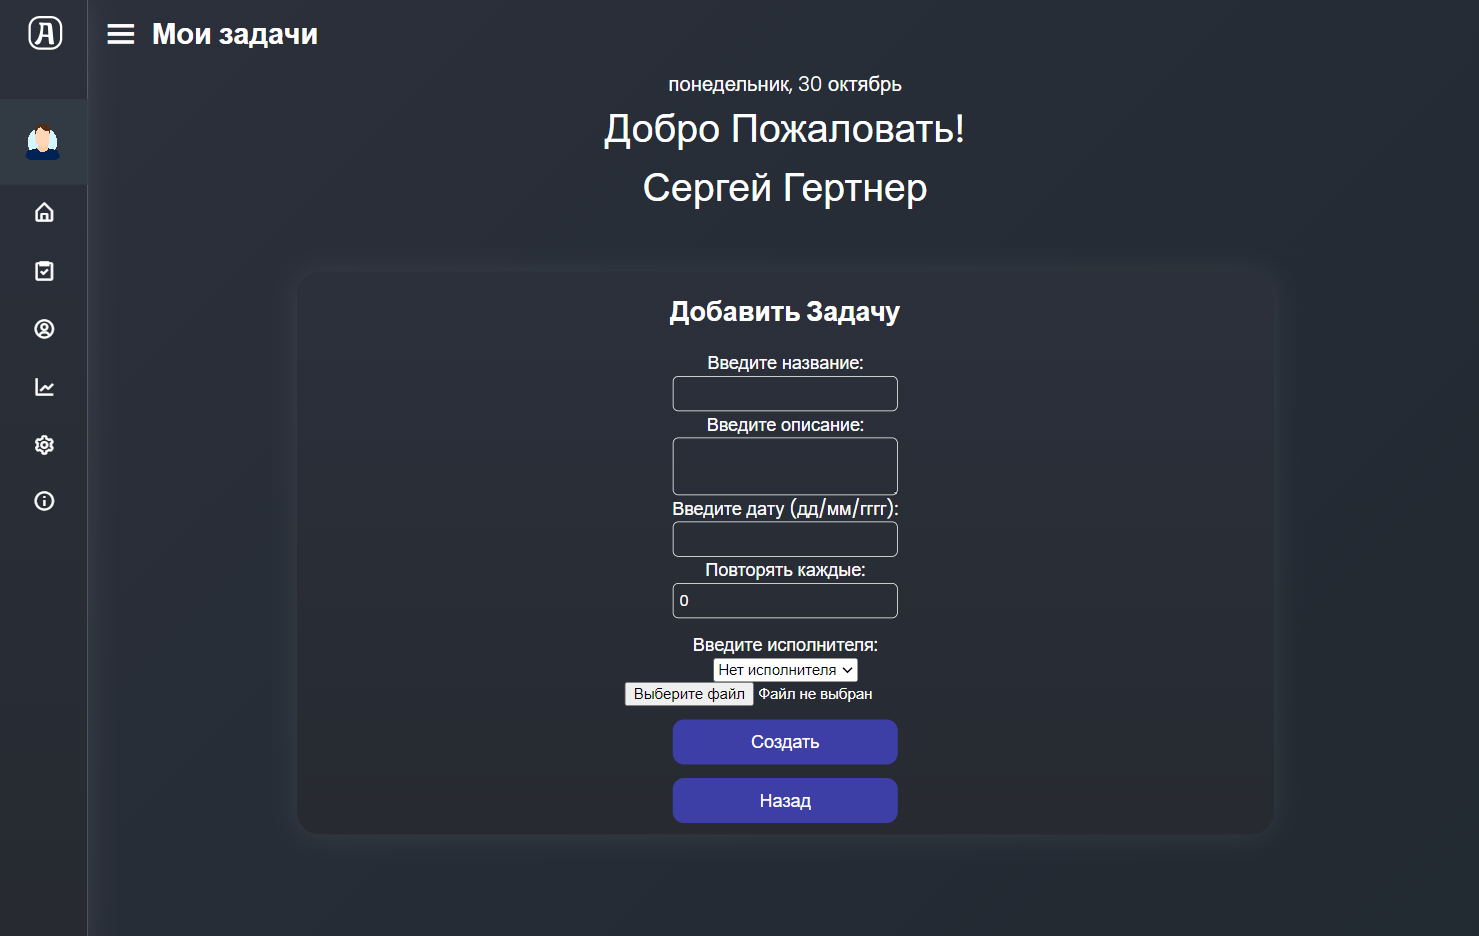 A
Мои задачи
понедельник, 30 октябрь
Добро Пожаловать!
Сергей Гертнер
Добавить Задачу
Введите название:
Введите описание:
Введите дату (дд/мм/гггг):
Повторять каждые:
0
Введите исполнителя:
Нет исполнителя
Выберите файл Файл не выбран
Создать
Назад